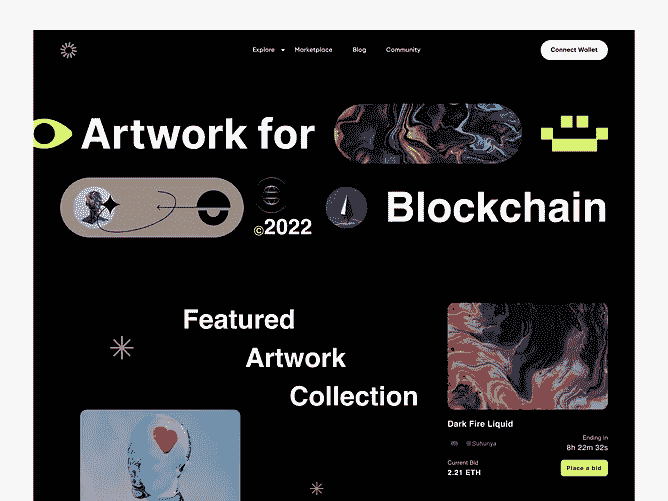 Explore Marketplace Blog Community Connect Wallet
Artwork for
©2022 Blockchain
Featured
Artwork
Collection
Dark Fire Liquid
Ending in
8h 22m 32s
Current Bid
2.21 ETH
Place a bid